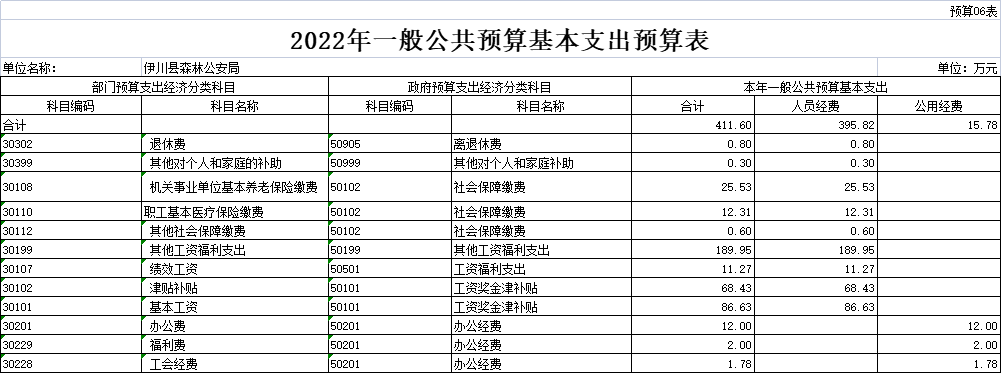 预算06表
2022年一般公共预算基本支出预算表
单位名称: 伊川县森林公安局 单位: 万元
部门预算支出经济分类科目 政府预算支出经济分类科目 本年一般公共预算基本支出
科目编码 科目名称 科目编码 科目名称 合计 人员经费 公用经费
合计 411.60 395.82 15.78
30302 退休费 50905 离退休费 0.80 0.80
30399 其他对个人和家庭的补助 50999 其他对个人和家庭补助 0.30 0.30
30108 机关事业单位基本养老保险缴费 50102 社会保障缴费 25.53 25.53
30110 职工基本医疗保险缴费 50102 社会保障缴费 12.31 12.31
30112 其他社会保障缴费 50102 社会保障缴费 0.60 0.60
30199 其他工资福利支出 50199 其他工资福利支出 189.95 189.95
30107 绩效工资 50501 工资福利支出 11.27 11.27
30102 津贴补贴 50101 工资奖金津补贴 68.43 68.43
30101 基本工资 50101 工资奖金津补贴 86.63 86.63
30201 办公费 50201 办公经费 12.00 12.00
30229 福利费 50201 办公经费 2.00 2.00
30228 工会经费 50201 办公经费 1.78 1.78